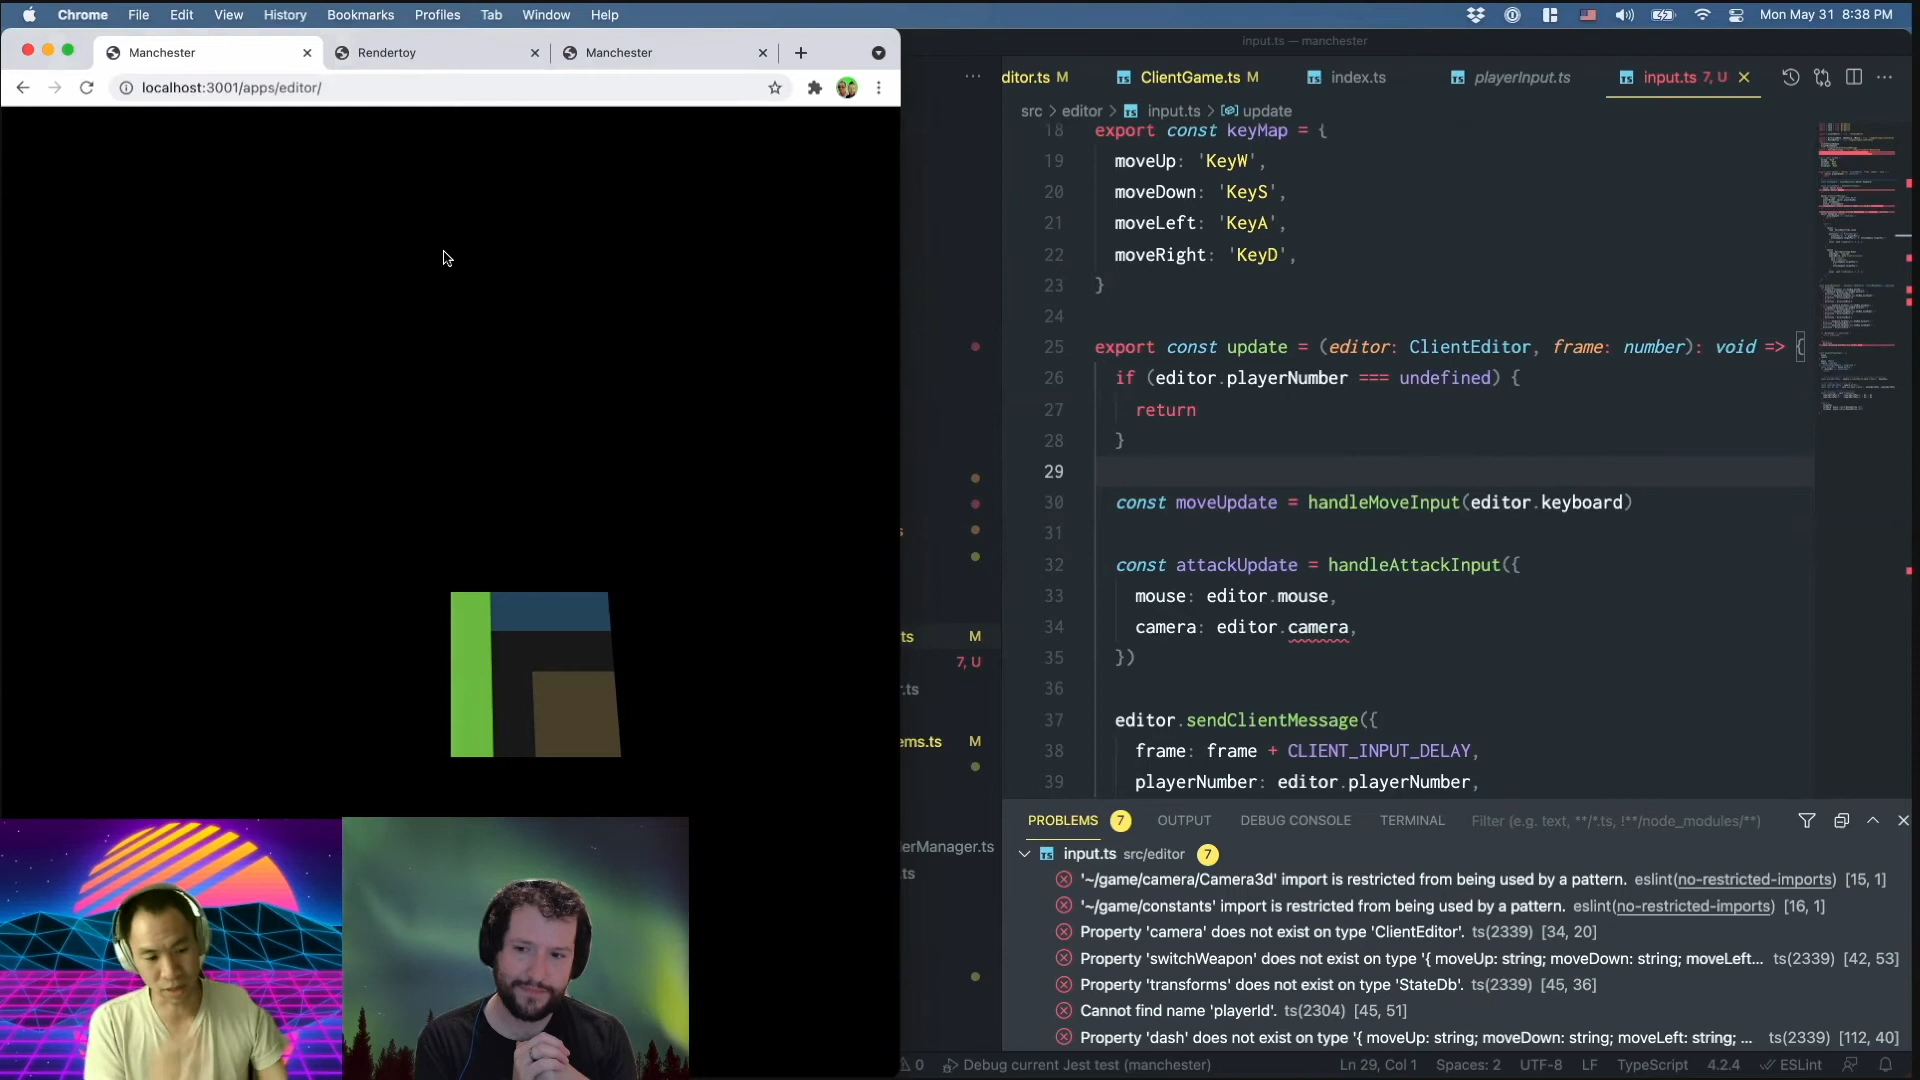 Chrome File Edit View History Bookmarks Profiles Tab Window Help
Mon May 31 8:38 PM
Manchester
Rendertoy
Manchester
localhost:3001/apps/editor/
input.ts — manchester
ditor.ts M
ClientGame.ts M
index.ts
playerInput.ts
input.ts 7, U
src > editor > input.ts > update
18 export const keyMap = {
19 moveUp: 'KeyW',
20 moveDown: 'KeyS',
21 moveLeft: 'KeyA',
22 moveRight: 'KeyD',
23 }
24
25 export const update = (editor: ClientEditor, frame: number): void => {
26 if (editor.playerNumber === undefined) {
27 return
28 }
29
30 const moveUpdate = handleMoveInput(editor.keyboard)
31
32 const attackUpdate = handleAttackInput({
33 mouse: editor.mouse,
34 camera: editor.camera,
35 })
36
37 editor.sendClientMessage({
38 frame: frame + CLIENT_INPUT_DELAY,
39 playerNumber: editor.playerNumber,
s
ts M
7, U
r.ts
ems.ts M
erManager.ts
ts
PROBLEMS 7 OUTPUT DEBUG CONSOLE TERMINAL Filter (e.g. text, **/*.ts, !**/node_modules/**)
input.ts src/editor 7
'~/game/camera/Camera3d' import is restricted from being used by a pattern. eslint(no-restricted-imports) [15, 1]
'~/game/constants' import is restricted from being used by a pattern. eslint(no-restricted-imports) [16, 1]
Property 'camera' does not exist on type 'ClientEditor'. ts(2339) [34, 20]
Property 'switchWeapon' does not exist on type '{ moveUp: string; moveDown: string; moveLeft... ts(2339) [42, 53]
Property 'transforms' does not exist on type 'StateDb'. ts(2339) [45, 36]
Cannot find name 'playerId'. ts(2304) [45, 51]
Property 'dash' does not exist on type '{ moveUp: string; moveDown: string; moveLeft: string; ... ts(2339) [112, 40]
0 Debug current Jest test (manchester) Ln 29, Col 1 Spaces: 2 UTF-8 LF TypeScript 4.2.4 ESLint